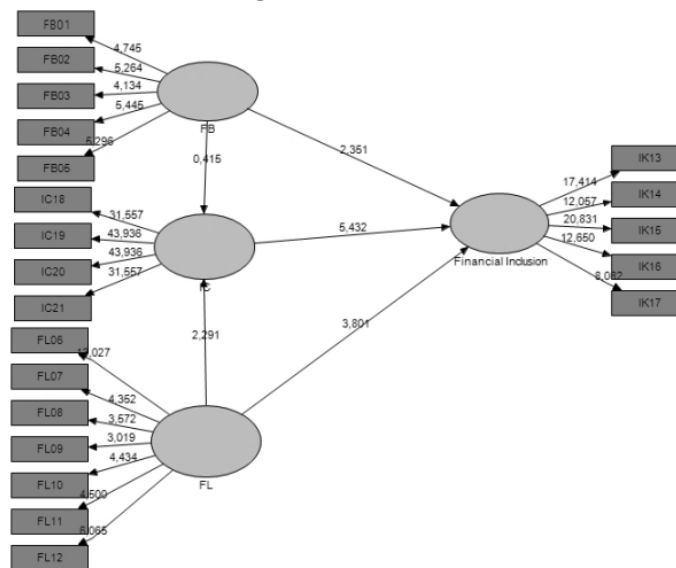 FB01
4,745
FB02
5,264
FB03
4,134
FB04
5,445
FB05
5,296
FB
0,415
2,351
IC18
31,557
IC19
43,936
IC20
43,936
IC21
31,557
IC
5,432
2,291
3,801
IK13
17,414
IK14
12,057
IK15
20,831
IK16
12,650
IK17
8,082
Financial Inclusion
FL06
12,027
FL07
4,352
FL08
3,572
FL09
3,019
FL10
4,434
FL11
4,500
FL12
6,065
FL